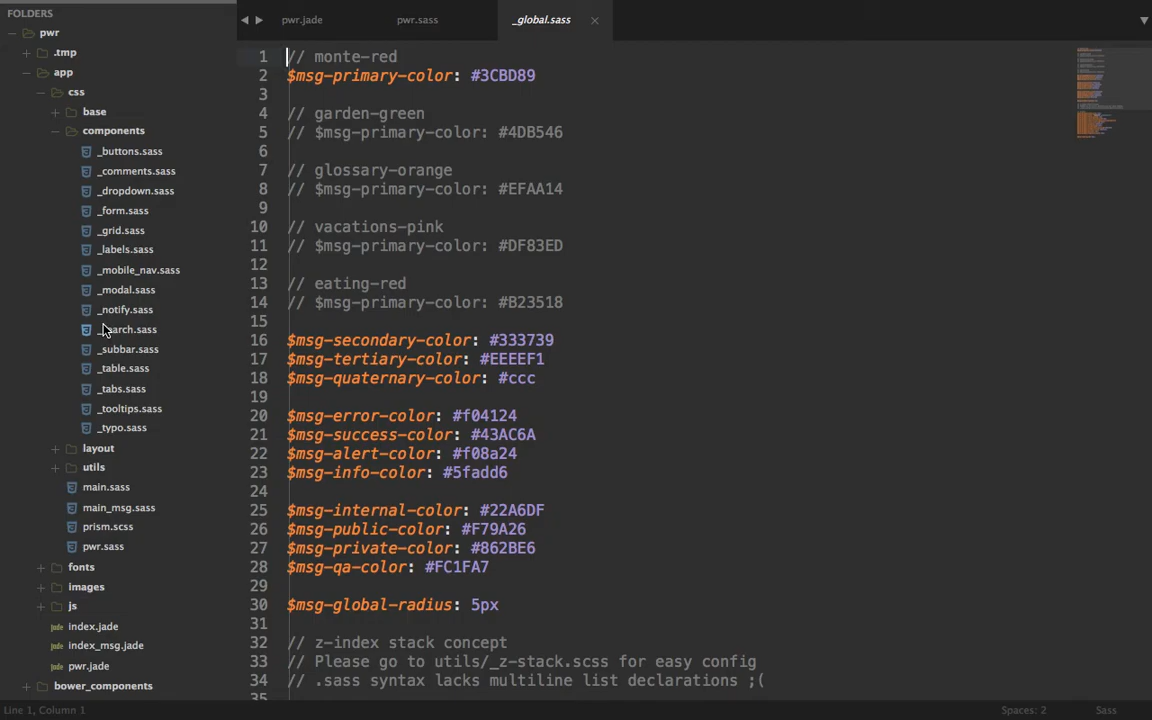 FOLDERS
pwr
.tmp
app
css
base
components
_buttons.sass
_comments.sass
_dropdown.sass
_form.sass
_grid.sass
_labels.sass
_mobile_nav.sass
_modal.sass
_notify.sass
_search.sass
_subbar.sass
_table.sass
_tabs.sass
_tooltips.sass
_typo.sass
layout
utils
main.sass
main_msg.sass
prism.scss
pwr.sass
fonts
images
js
index.jade
index_msg.jade
pwr.jade
bower_components
pwr.jade pwr.sass _global.sass
1 // monte-red
2 $msg-primary-color: #3CBD89
3
4 // garden-green
5 // $msg-primary-color: #4DB546
6
7 // glossary-orange
8 // $msg-primary-color: #EFAA14
9
10 // vacations-pink
11 // $msg-primary-color: #DF83ED
12
13 // eating-red
14 // $msg-primary-color: #B23518
15
16 $msg-secondary-color: #333739
17 $msg-tertiary-color: #EEEEF1
18 $msg-quaternary-color: #ccc
19
20 $msg-error-color: #f04124
21 $msg-success-color: #43AC6A
22 $msg-alert-color: #f08a24
23 $msg-info-color: #5fadd6
24
25 $msg-internal-color: #22A6DF
26 $msg-public-color: #F79A26
27 $msg-private-color: #862BE6
28 $msg-qa-color: #FC1FA7
29
30 $msg-global-radius: 5px
31
32 // z-index stack concept
33 // Please go to utils/_z-stack.scss for easy config
34 // .sass syntax lacks multiline list declarations ;(
35
Line 1, Column 1 Spaces: 2 Sass